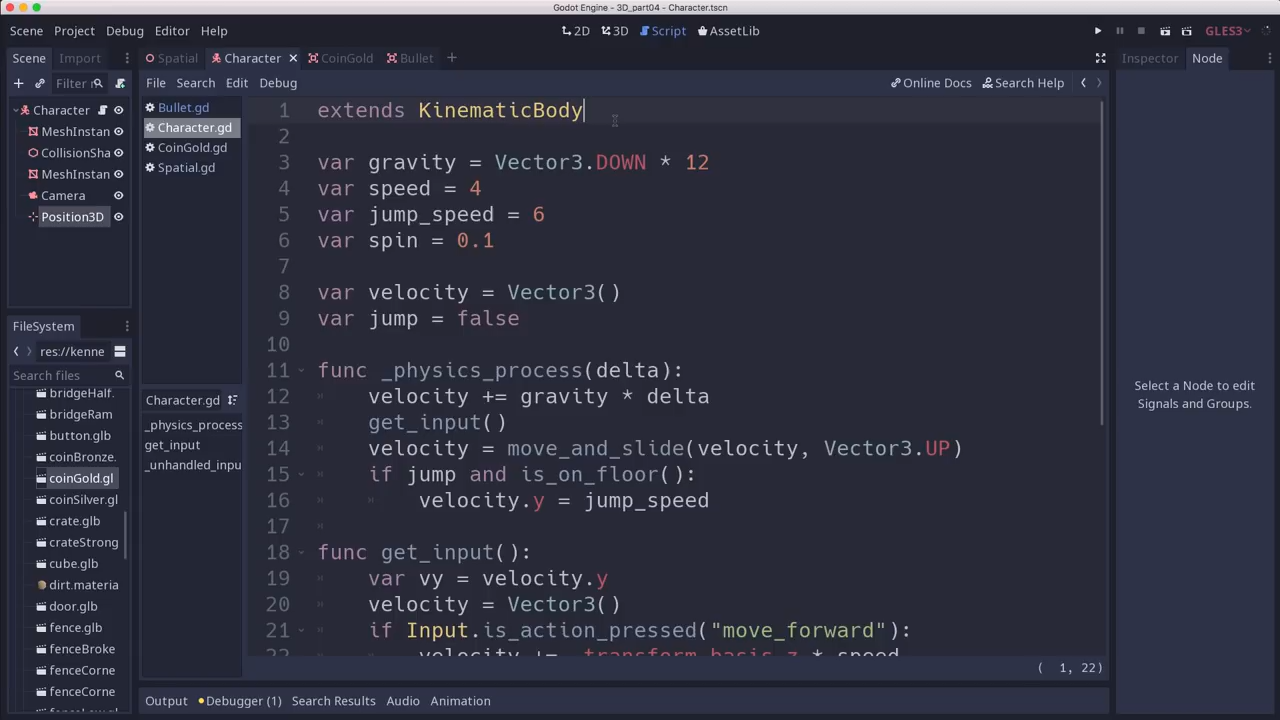 Godot Engine - 3D_part04 - Character.tscn
Scene Project Debug Editor Help 2D 3D Script AssetLib GLES3
Scene Import Spatial Character CoinGold Bullet Inspector Node
Filter r File Search Edit Debug Online Docs Search Help
Character
MeshInstan
CollisionSha
MeshInstan
Camera
Position3D
FileSystem
res://kenne
Search files
bridgeHalf.
bridgeRam
button.glb
coinBronze.
coinGold.gl
coinSilver.gl
crate.glb
crateStrong
cube.glb
dirt.materia
door.glb
fence.glb
fenceBroke
fenceCorne
fenceCorne
Bullet.gd
Character.gd
CoinGold.gd
Spatial.gd
Character.gd
_physics_process
get_input
_unhandled_inpu
1 extends KinematicBody
2
3 var gravity = Vector3.DOWN * 12
4 var speed = 4
5 var jump_speed = 6
6 var spin = 0.1
7
8 var velocity = Vector3()
9 var jump = false
10
11 func _physics_process(delta):
12 velocity += gravity * delta
13 get_input()
14 velocity = move_and_slide(velocity, Vector3.UP)
15 if jump and is_on_floor():
16 velocity.y = jump_speed
17
18 func get_input():
19 var vy = velocity.y
20 velocity = Vector3()
21 if Input.is_action_pressed("move_forward"):
22 velocity += -transform.basis.z * speed
( 1, 22)
Select a Node to edit
Signals and Groups.
Output Debugger (1) Search Results Audio Animation